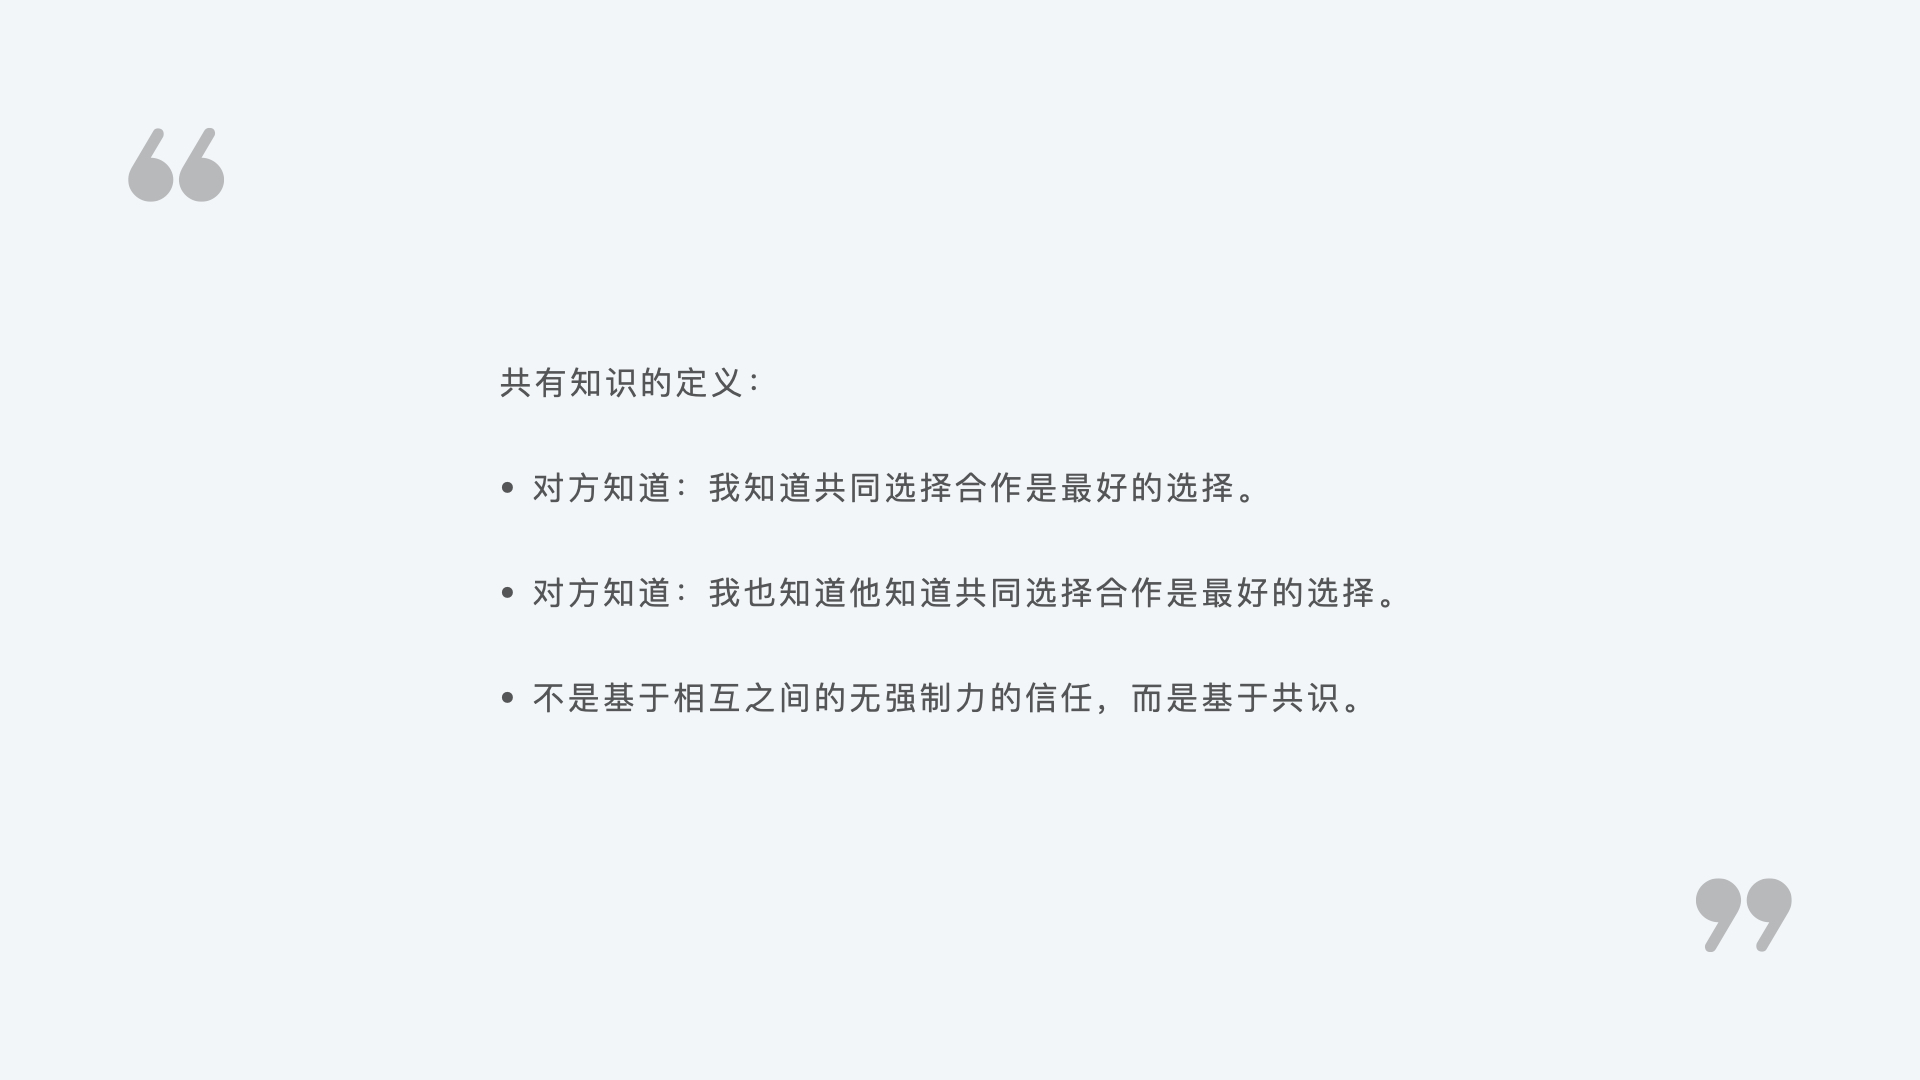 “
共有知识的定义：
• 对方知道：我知道共同选择合作是最好的选择。
• 对方知道：我也知道他知道共同选择合作是最好的选择。
• 不是基于相互之间的无强制力的信任，而是基于共识。
”